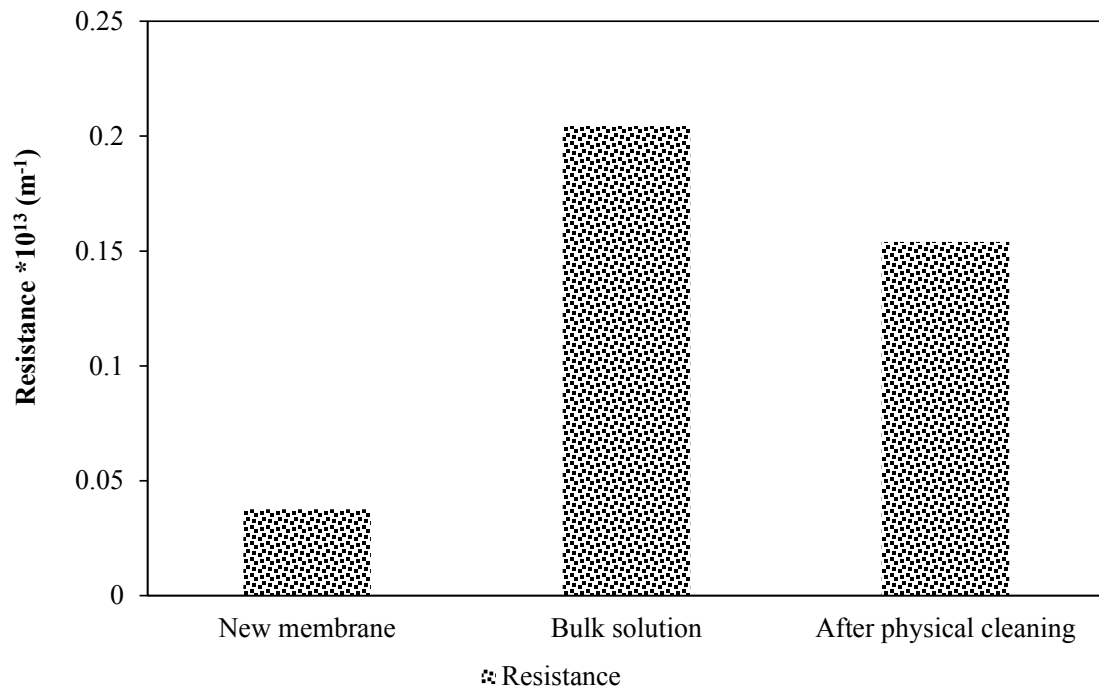 0.25
0.2
0.15
0.1
0.05
0
Resistance *10¹³ (m⁻¹)
New membrane Bulk solution After physical cleaning
Resistance